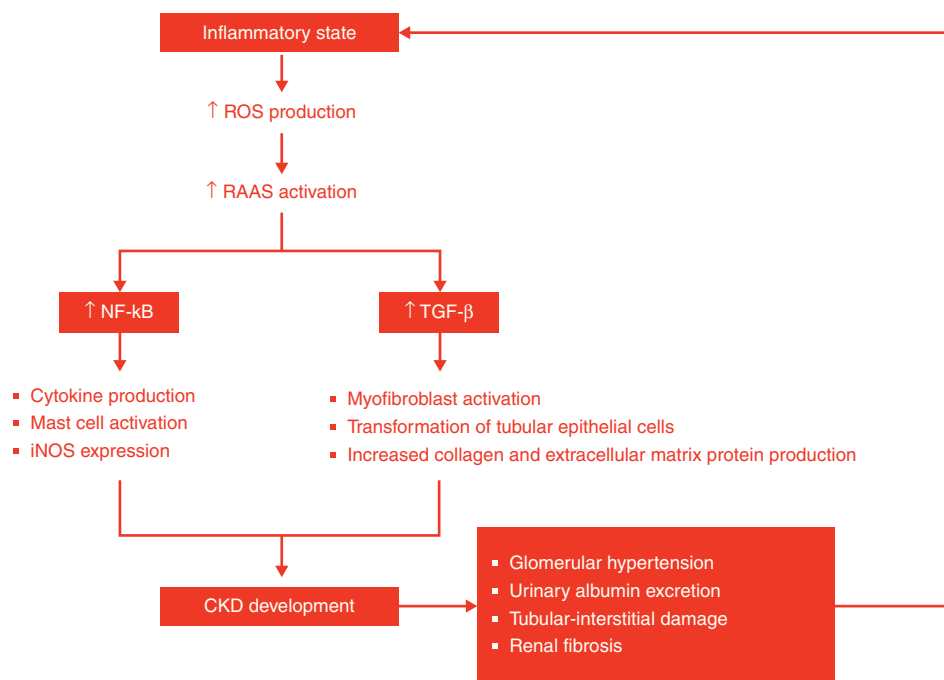 Inflammatory state
↑ ROS production
↑ RAAS activation
↑ NF-kB
↑ TGF-β
▪ Cytokine production
▪ Mast cell activation
▪ iNOS expression
▪ Myofibroblast activation
▪ Transformation of tubular epithelial cells
▪ Increased collagen and extracellular matrix protein production
CKD development
▪ Glomerular hypertension
▪ Urinary albumin excretion
▪ Tubular-interstitial damage
▪ Renal fibrosis